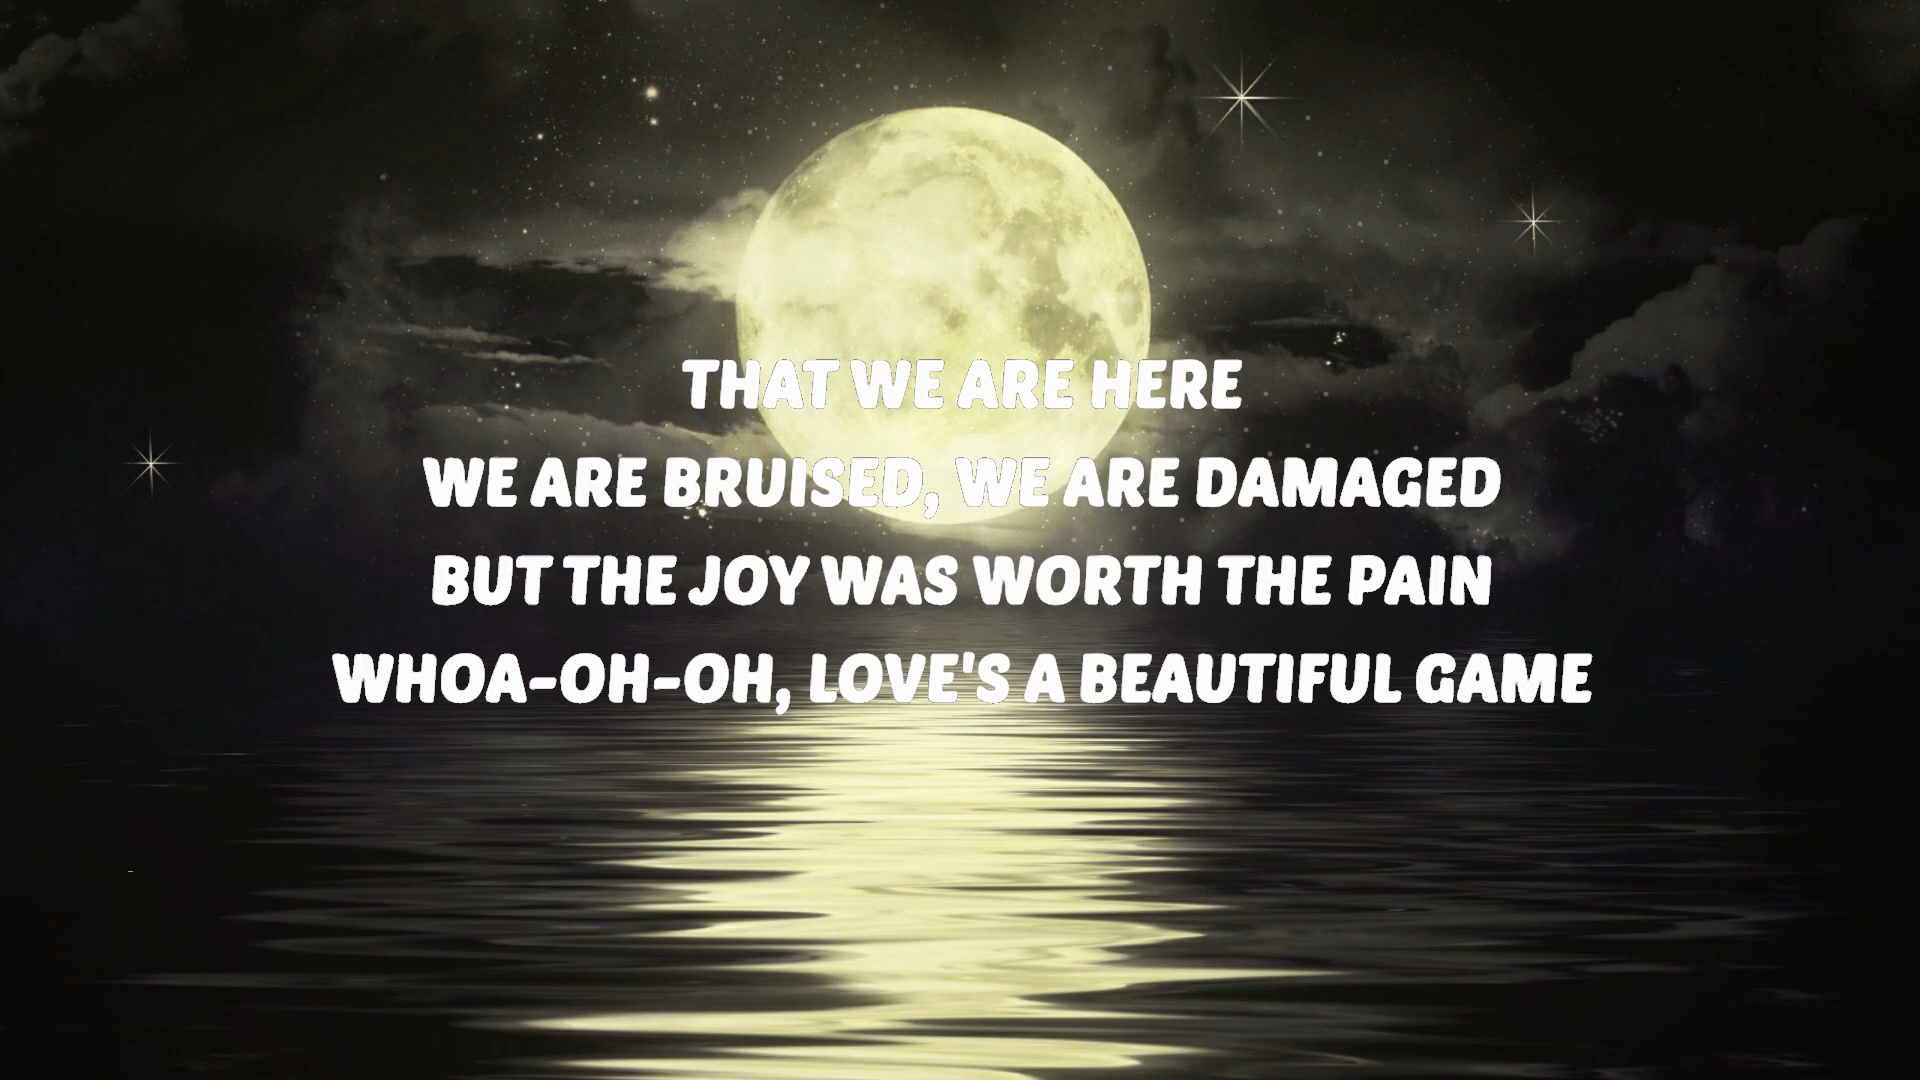 THAT WE ARE HERE
WE ARE BRUISED, WE ARE DAMAGED
BUT THE JOY WAS WORTH THE PAIN
WHOA-OH-OH, LOVE'S A BEAUTIFUL GAME